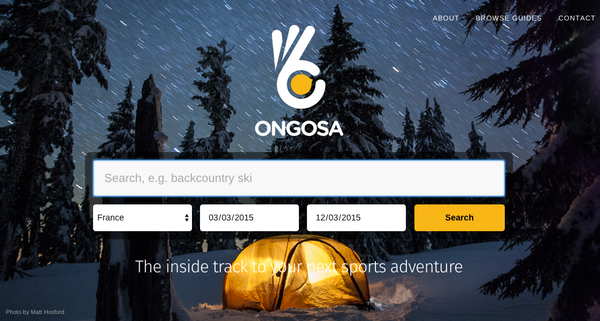 ABOUT BROWSE GUIDES CONTACT
ONGOSA
Search, e.g. backcountry ski
France 03/03/2015 12/03/2015 Search
The inside track to your next sports adventure
Photo by Matt Hosford